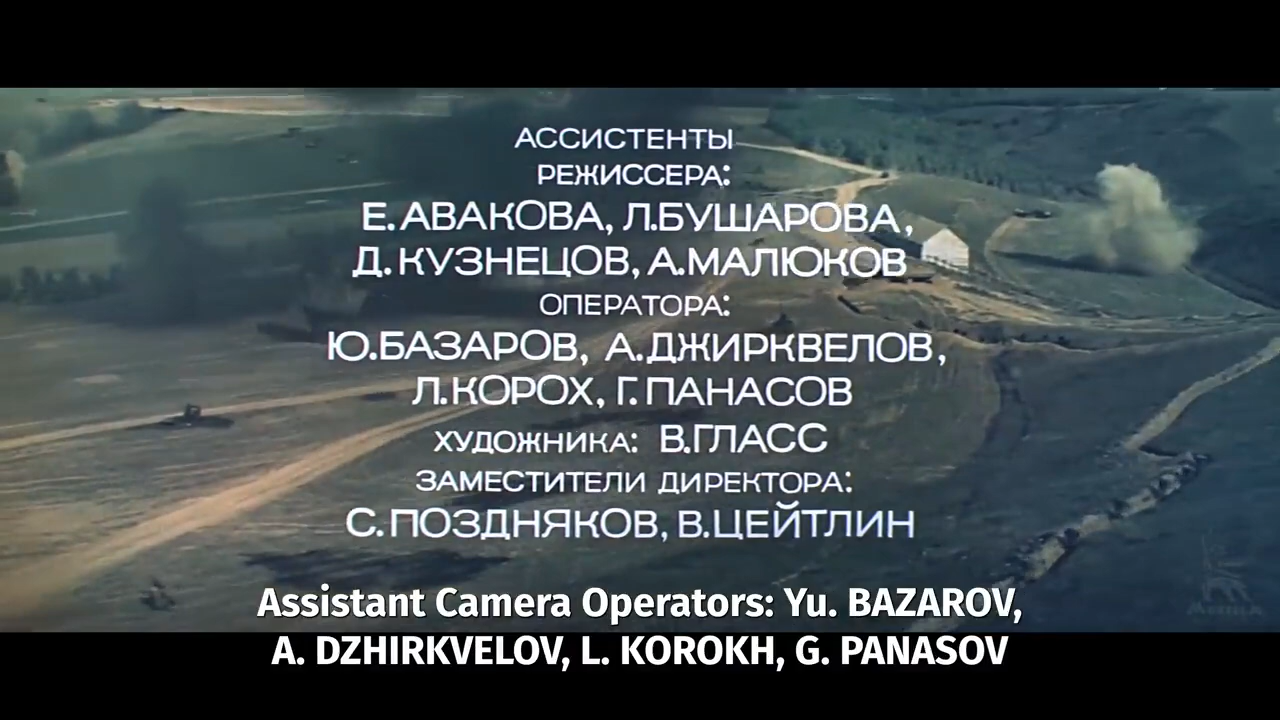 АССИСТЕНТЫ
РЕЖИССЕРА:
Е.АВАКОВА, Л.БУШАРОВА,
Д.КУЗНЕЦОВ, А.МАЛЮКОВ
ОПЕРАТОРА:
Ю.БАЗАРОВ, А.ДЖИРКВЕЛОВ,
Л.КОРОХ, Г.ПАНАСОВ
ХУДОЖНИКА: В.ГЛАСС
ЗАМЕСТИТЕЛИ ДИРЕКТОРА:
С.ПОЗДНЯКОВ, В.ЦЕЙТЛИН
Assistant Camera Operators: Yu. BAZAROV,
A. DZHIRKVELOV, L. KOROKH, G. PANASOV